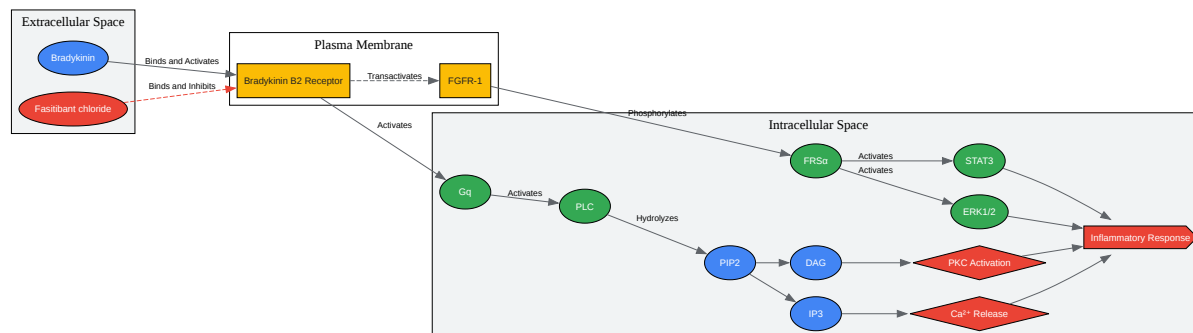 Extracellular Space
Bradykinin
Fasitibant chloride
Binds and Activates
Binds and Inhibits
Plasma Membrane
Bradykinin B2 Receptor
Transactivates
FGFR-1
Activates
Phosphorylates
Intracellular Space
Gq
Activates
PLC
Hydrolyzes
FRSα
Activates
Activates
STAT3
ERK1/2
PIP2
DAG
IP3
PKC Activation
Ca²⁺ Release
Inflammatory Response